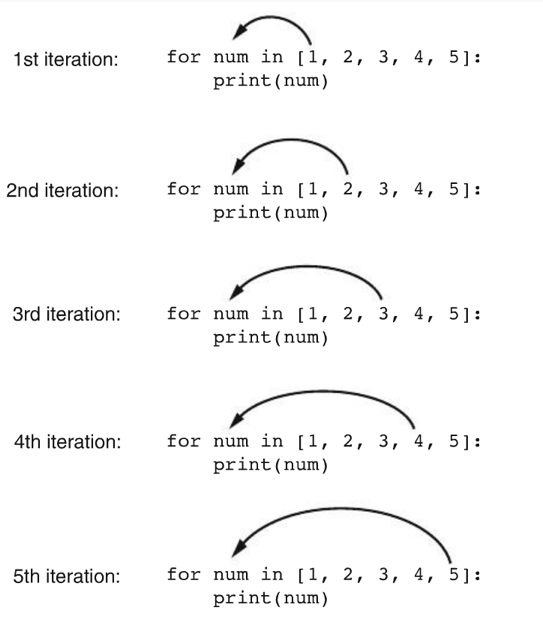 1st iteration: for num in [1, 2, 3, 4, 5]:
print(num)
2nd iteration: for num in [1, 2, 3, 4, 5]:
print(num)
3rd iteration: for num in [1, 2, 3, 4, 5]:
print(num)
4th iteration: for num in [1, 2, 3, 4, 5]:
print(num)
5th iteration: for num in [1, 2, 3, 4, 5]:
print(num)